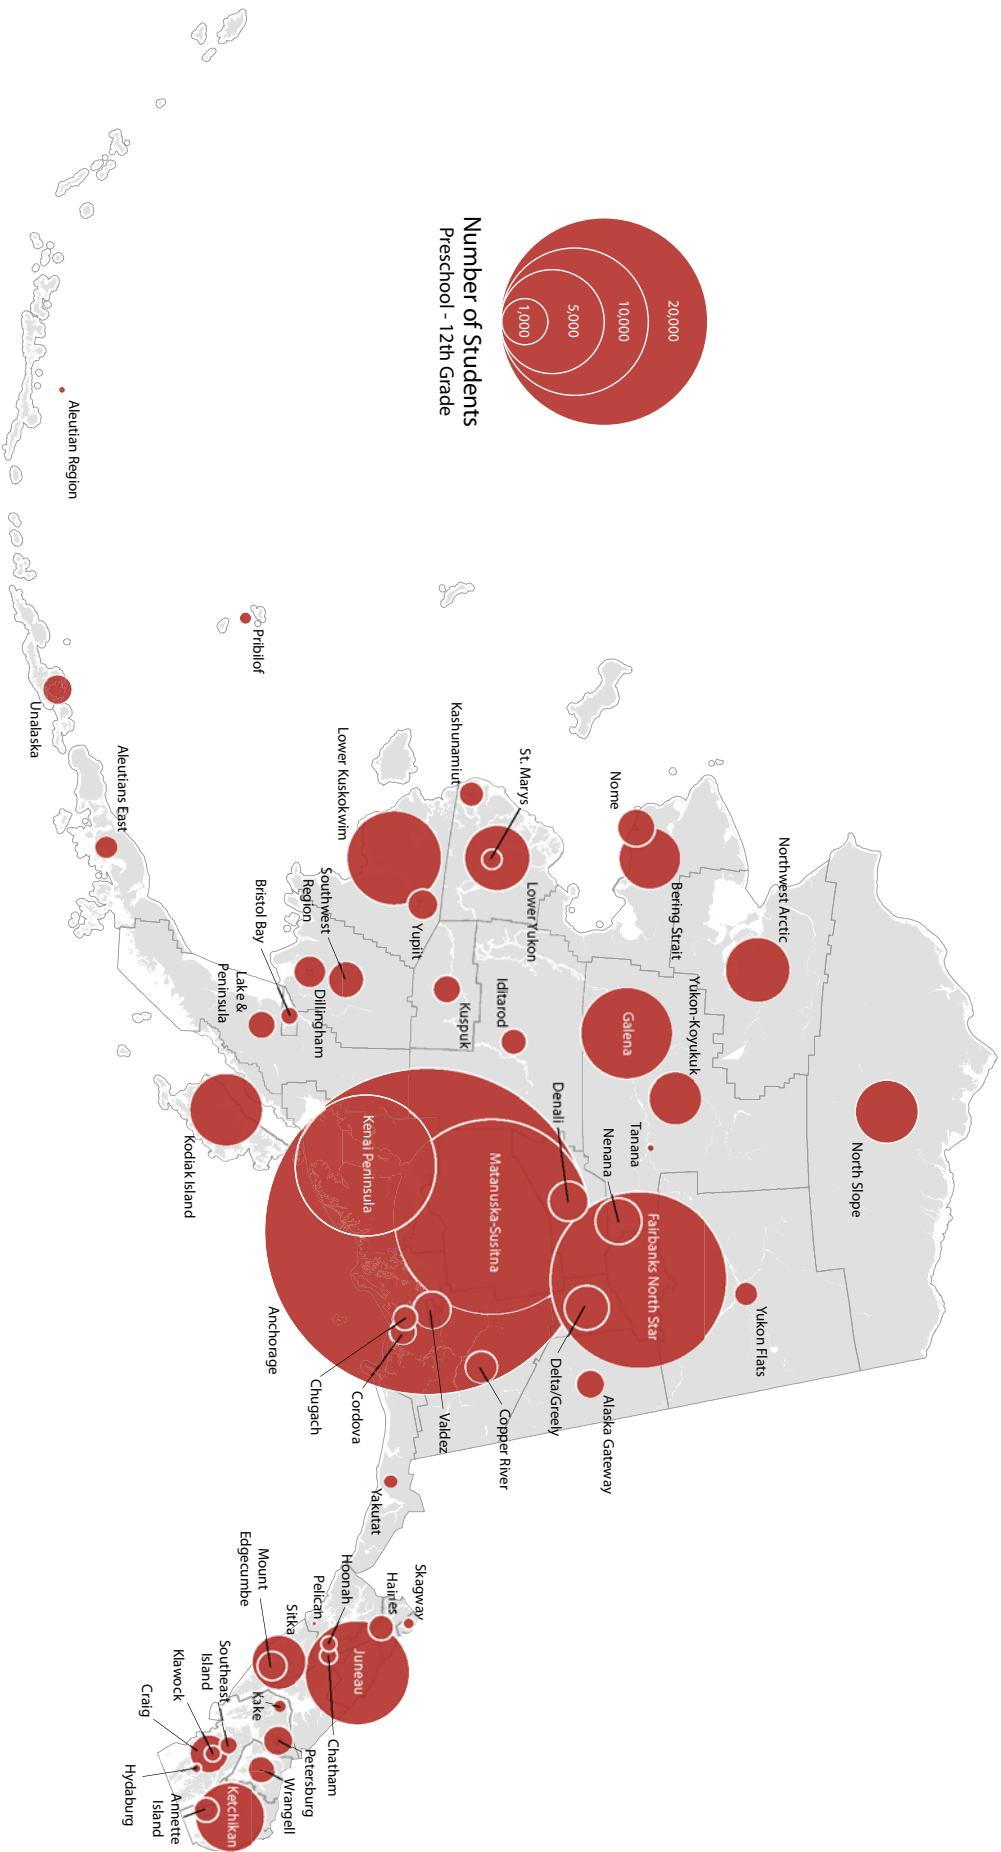 Number of Students
Preschool - 12th Grade
20,000
10,000
5,000
1,000
North Slope
Northwest Arctic
Nome
Bering Strait
Yukon-Koyukuk
Galena
Tanana
Nenana
Fairbanks North Star
Yukon Flats
Delta/Greely
Alaska Gateway
Denali
St. Marys
Kashunamiut
Lower Yukon
Iditarod
Kuspuk
Yupiit
Lower Kuskokwim
Southwest
Region
Dillingham
Bristol Bay
Lake &
Peninsula
Kodiak Island
Kenai Peninsula
Matanuska-Susitna
Anchorage
Chugach
Cordova
Valdez
Copper River
Aleutian Region
Pribilof
Unalaska
Aleutians East
Yakutat
Skagway
Haines
Hoonah
Pelican
Juneau
Sitka
Mount
Edgecumbe
Chatham
Kake
Petersburg
Wrangell
Southeast
Island
Klawock
Craig
Hydaburg
Annette
Island
Ketchikan